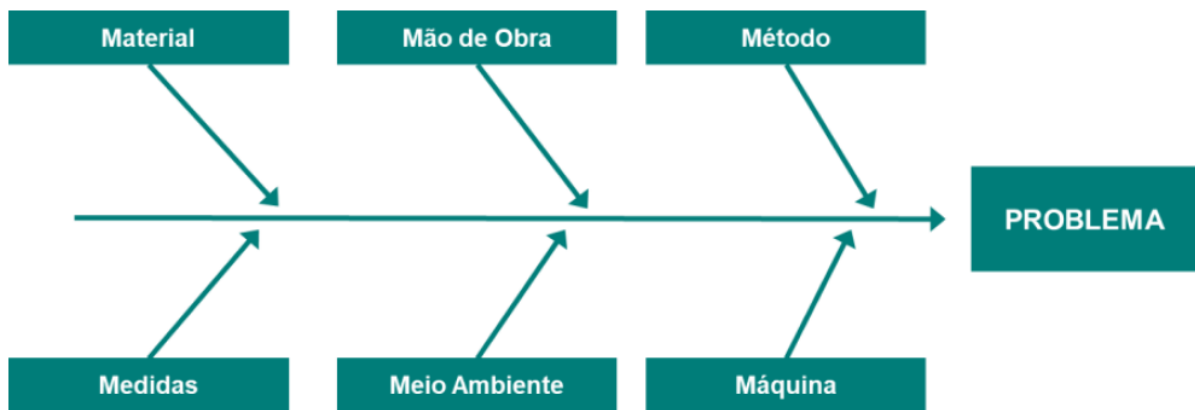 Material
Mão de Obra
Método
PROBLEMA
Medidas
Meio Ambiente
Máquina